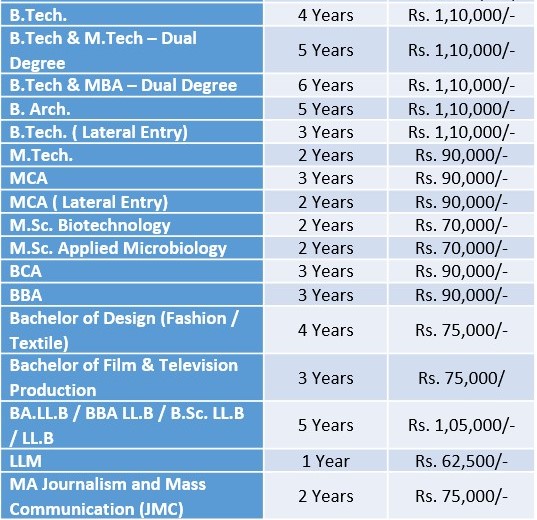 B.Tech. 4 Years Rs. 1,10,000/-
B.Tech & M.Tech – Dual
Degree 5 Years Rs. 1,10,000/-
B.Tech & MBA – Dual Degree 6 Years Rs. 1,10,000/-
B. Arch. 5 Years Rs. 1,10,000/-
B.Tech. ( Lateral Entry) 3 Years Rs. 1,10,000/-
M.Tech. 2 Years Rs. 90,000/-
MCA 3 Years Rs. 90,000/-
MCA ( Lateral Entry) 2 Years Rs. 90,000/-
M.Sc. Biotechnology 2 Years Rs. 70,000/-
M.Sc. Applied Microbiology 2 Years Rs. 70,000/-
BCA 3 Years Rs. 90,000/-
BBA 3 Years Rs. 90,000/-
Bachelor of Design (Fashion /
Textile) 4 Years Rs. 75,000/-
Bachelor of Film & Television
Production 3 Years Rs. 75,000/
BA.LL.B / BBA LL.B / B.Sc. LL.B
/ LL.B 5 Years Rs. 1,05,000/-
LLM 1 Year Rs. 62,500/-
MA Journalism and Mass
Communication (JMC) 2 Years Rs. 75,000/-